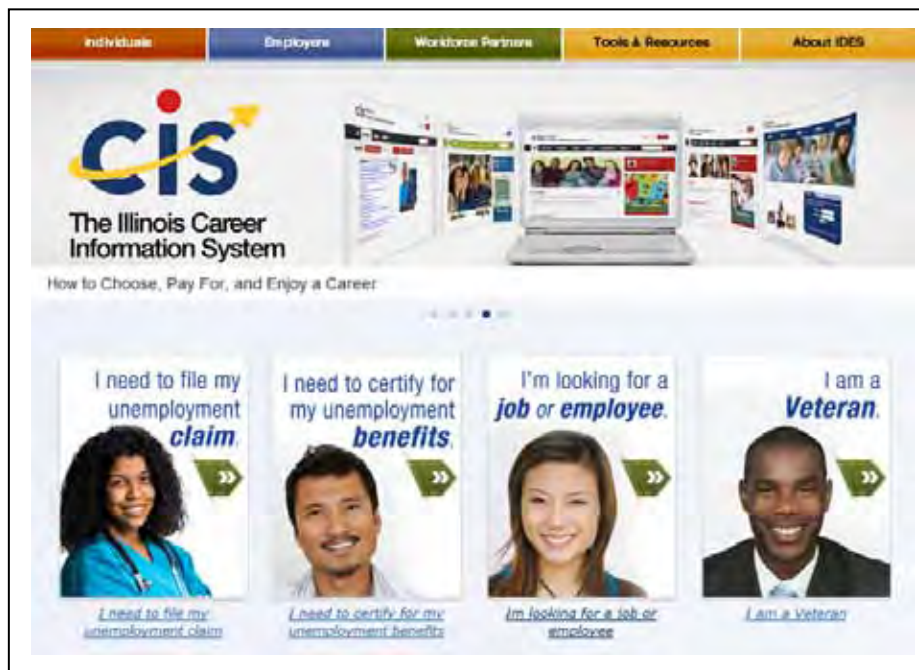 Individuals
Employers
Workforce Partners
Tools & Resources
About IDES
cis
The Illinois Career
Information System
How to Choose, Pay For, and Enjoy a Career
I need to file my
unemployment
claim.
I need to certify for
my unemployment
benefits.
I'm looking for a
job or employee.
I am a
Veteran.
I need to file my
unemployment claim
I need to certify for my
unemployment benefits
Im looking for a job or
employee
I am a Veteran